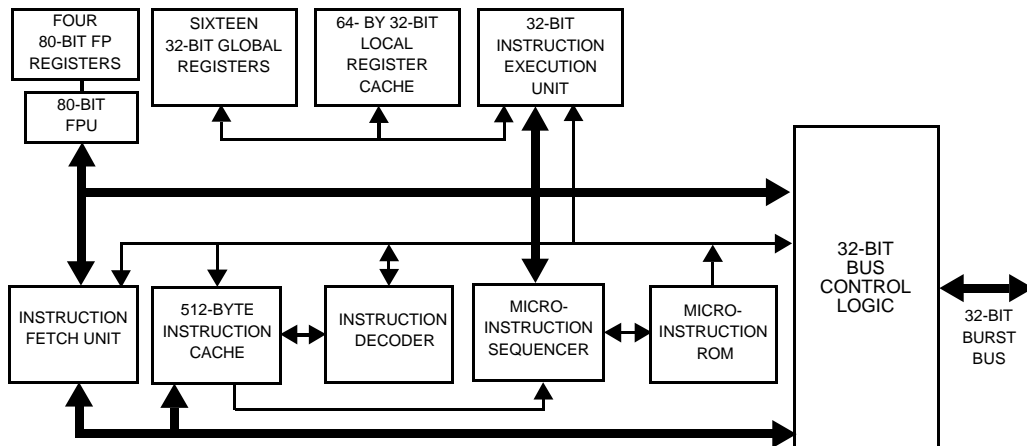 FOUR
80-BIT FP
REGISTERS
80-BIT
FPU
SIXTEEN
32-BIT GLOBAL
REGISTERS
64- BY 32-BIT
LOCAL
REGISTER
CACHE
32-BIT
INSTRUCTION
EXECUTION
UNIT
INSTRUCTION
FETCH UNIT
512-BYTE
INSTRUCTION
CACHE
INSTRUCTION
DECODER
MICRO-
INSTRUCTION
SEQUENCER
MICRO-
INSTRUCTION
ROM
32-BIT
BUS
CONTROL
LOGIC
32-BIT
BURST
BUS